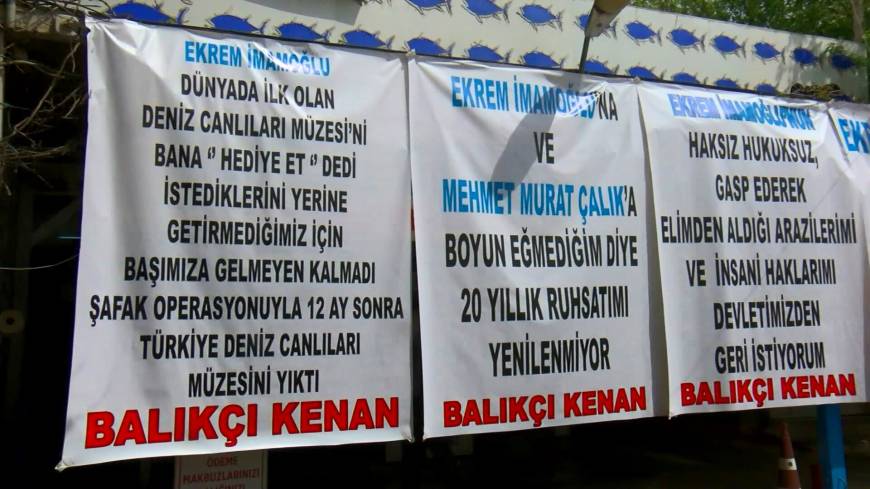 EKREM İMAMOĞLU
DÜNYADA İLK OLAN
DENİZ CANLILARI MÜZESİ'Nİ
BANA “ HEDİYE ET “ DEDİ
İSTEDİKLERİNİ YERİNE
GETİRMEDİĞİMİZ İÇİN
BAŞIMIZA GELMEYEN KALMADI
ŞAFAK OPERASYONUYLA 12 AY SONRA
TÜRKİYE DENİZ CANLILARI
MÜZESİNİ YIKTI
BALIKÇI KENAN
EKREM İMAMOĞLU'NA
VE
MEHMET MURAT ÇALIK'A
BOYUN EĞMEDİĞİM DİYE
20 YILLIK RUHSATIMI
YENİLENMİYOR
BALIKÇI KENAN
EKREM İMAMOĞLU'NUN
HAKSIZ HUKUKSUZ,
GASP EDEREK
ELİMDEN ALDIĞI ARAZİLERİMİ
VE İNSANİ HAKLARIMI
DEVLETİMİZDEN
GERİ İSTİYORUM
BALIKÇI KENAN
ÖDEME
MAKBUZLARINIZI